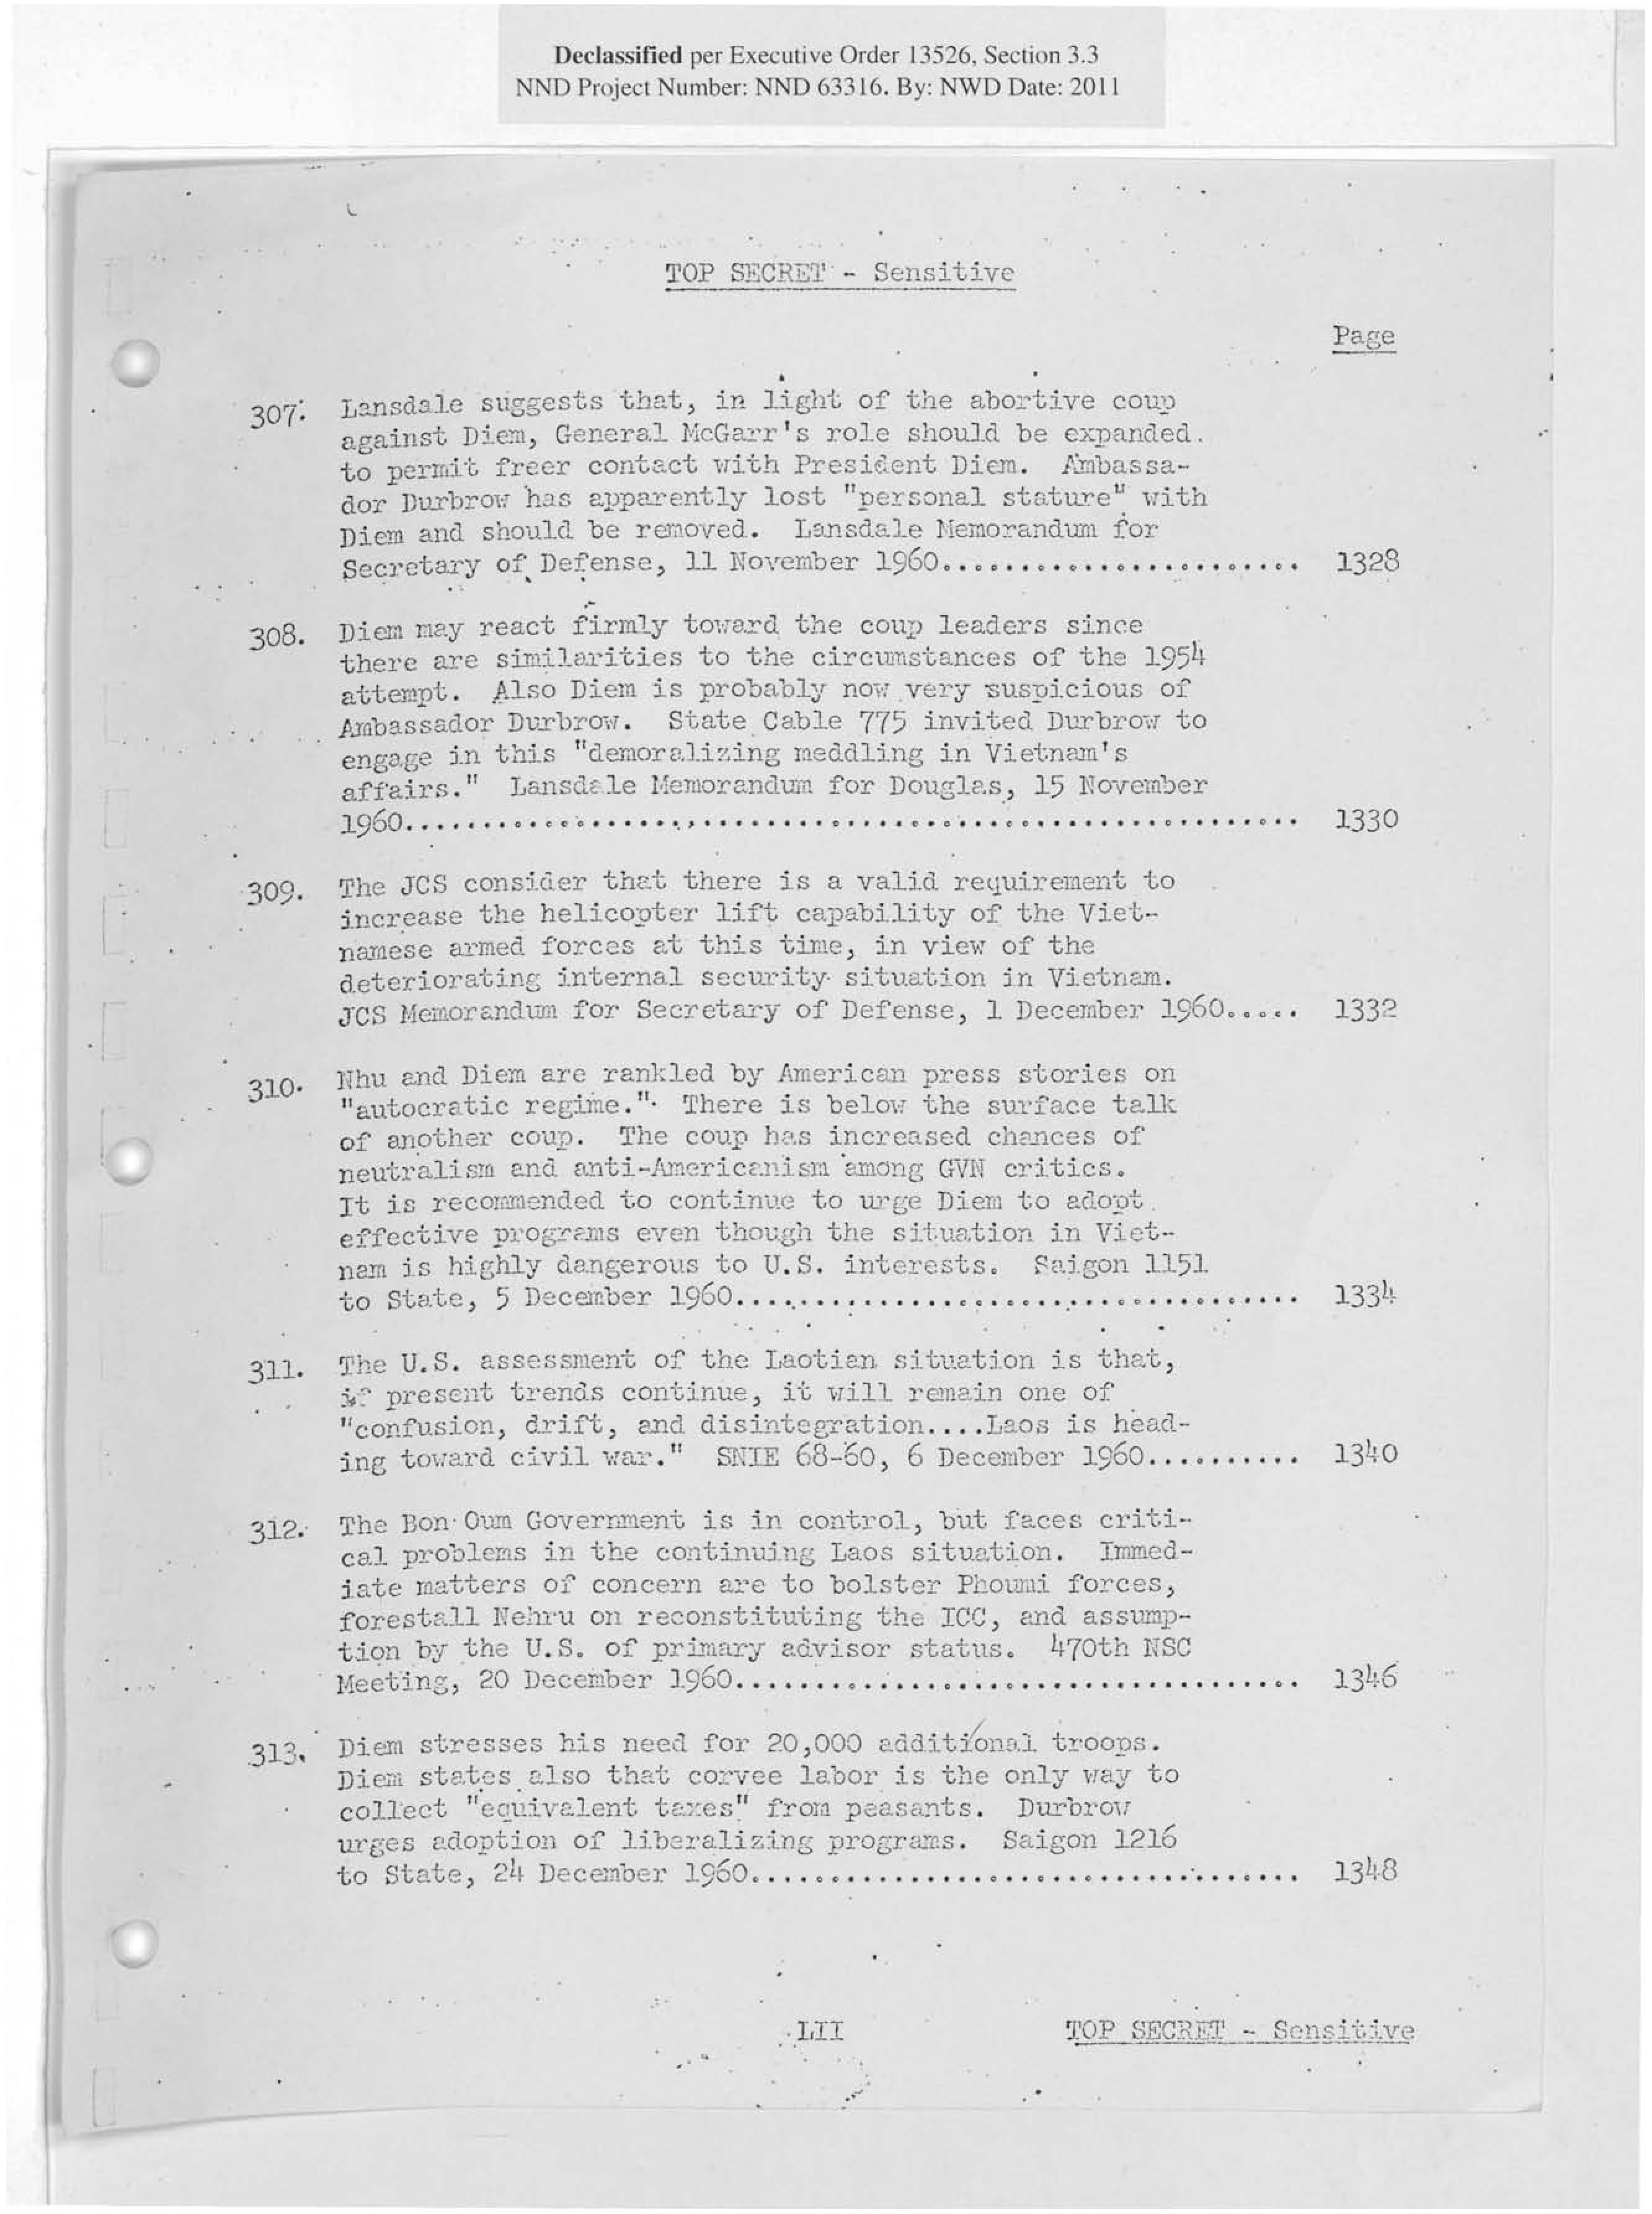 Declassified per Executive Order 13526, Section 3.3
NND Project Number: NND 63316. By: NWD Date: 2011
TOP SECRET - Sensitive
Page
307. Lansdale suggests that, in light of the abortive coup
against Diem, General McGarr's role should be expanded.
to permit freer contact with President Diem. Ambassa-
dor Durbrow has apparently lost "personal stature" with
Diem and should be removed. Lansdale Memorandum for
Secretary of Defense, 11 November 1960....................... 1328
308. Diem may react firmly toward the coup leaders since
there are similarities to the circumstances of the 1954
attempt. Also Diem is probably now very suspicious of
Ambassador Durbrow. State Cable 775 invited Durbrow to
engage in this "demoralizing meddling in Vietnam's
affairs." Lansdale Memorandum for Douglas, 15 November
1960......................................................... 1330
309. The JCS consider that there is a valid requirement to
increase the helicopter lift capability of the Viet-
namese armed forces at this time, in view of the
deteriorating internal security situation in Vietnam.
JCS Memorandum for Secretary of Defense, 1 December 1960..... 1332
310. Nhu and Diem are rankled by American press stories on
"autocratic regime." There is below the surface talk
of another coup. The coup has increased chances of
neutralism and anti-Americanism among GVN critics.
It is recommended to continue to urge Diem to adopt
effective programs even though the situation in Viet-
nam is highly dangerous to U.S. interests. Saigon 1151
to State, 5 December 1960.................................... 1334
311. The U.S. assessment of the Laotian situation is that,
if present trends continue, it will remain one of
"confusion, drift, and disintegration....Laos is head-
ing toward civil war." SNIE 68-60, 6 December 1960.......... 1340
312. The Bon Oum Government is in control, but faces criti-
cal problems in the continuing Laos situation. Immed-
iate matters of concern are to bolster Phoumi forces,
forestall Nehru on reconstituting the ICC, and assump-
tion by the U.S. of primary advisor status. 470th NSC
Meeting, 20 December 1960.................................... 1346
313. Diem stresses his need for 20,000 additional troops.
Diem states also that corvee labor is the only way to
collect "equivalent taxes" from peasants. Durbrow
urges adoption of liberalizing programs. Saigon 1216
to State, 24 December 1960................................... 1348
LII
TOP SECRET - Sensitive